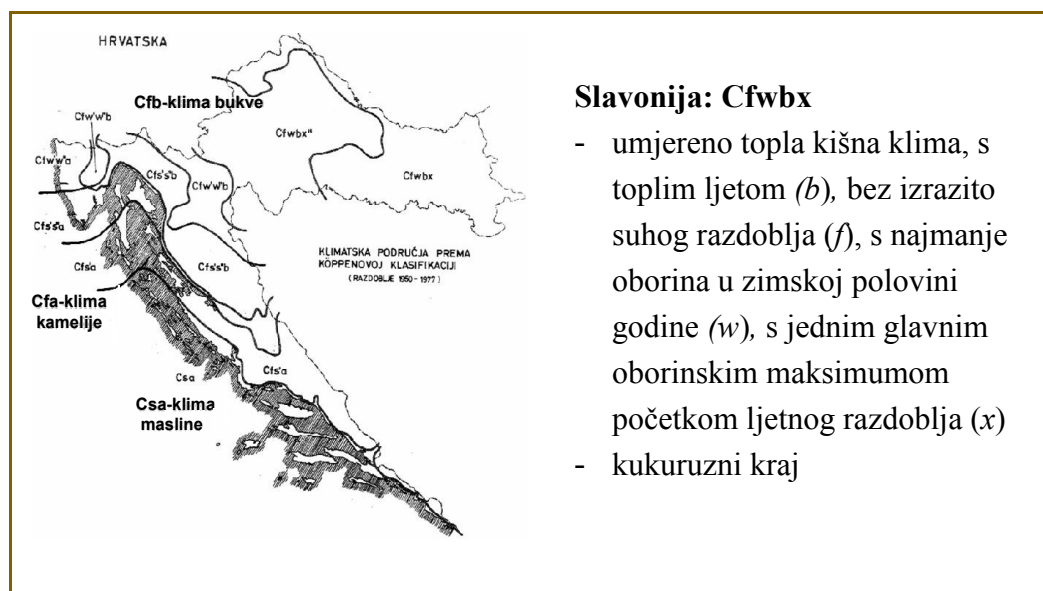 HRVATSKA
Cfb-klima bukve
Cfw'w"b
Cfwbx"
Cfww"a
Cfs's"b
Cfw'w"b
Cfwbx
Cfs's"a
KLIMATSKA PODRUČJA PREMA
KÖPPENOVOJ KLASIFIKACIJI
(RAZDOBLJE 1950-1977)
Cfs'a
Cfs's"b
Cfa-klima
kamelije
Csa
Cfs'a
Csa-klima
masline
Slavonija: Cfwbx
- umjereno topla kišna klima, s
toplim ljetom (b), bez izrazito
suhog razdoblja (f), s najmanje
oborina u zimskoj polovini
godine (w), s jednim glavnim
oborinskim maksimumom
početkom ljetnog razdoblja (x)
- kukuruzni kraj